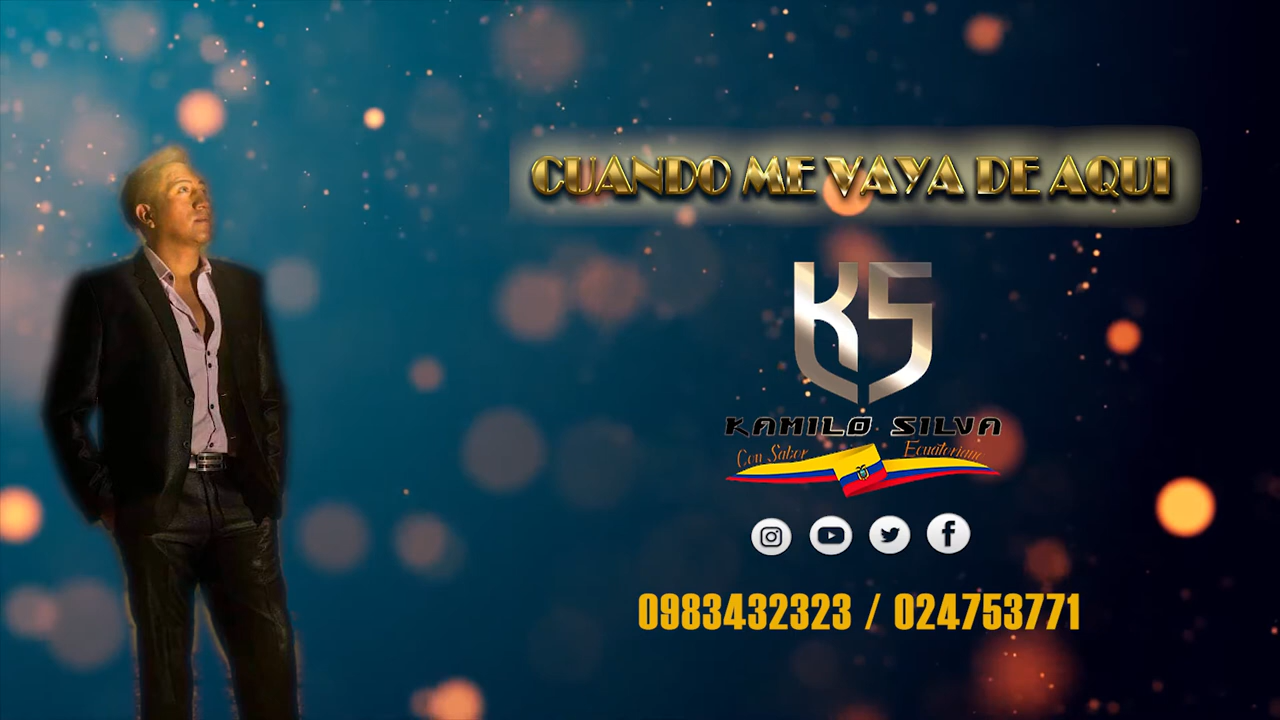 CUANDO ME VAYA DE AQUI
KS
KAMILO SILVA
Con Sabor Ecuatoriano
0983432323 / 024753771